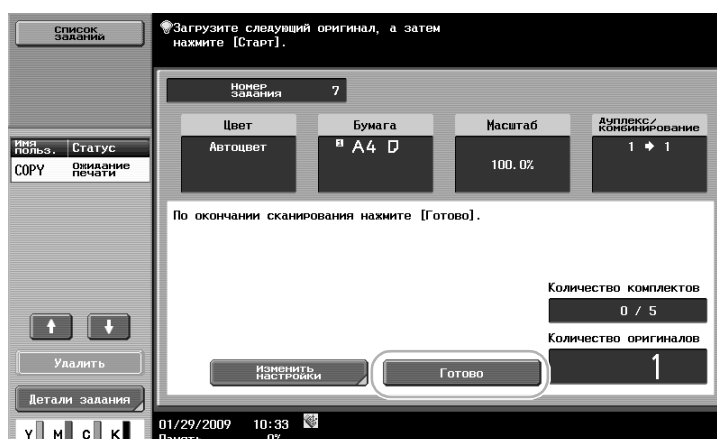 Список
заданий
Загрузите следующий оригинал, а затем
нажмите [Старт].
Номер
задания
7
Цвет
Бумага
Масштаб
Дуплекс/
Комбинирование
Автоцвет
1 A4
100.0%
1 → 1
Имя
польз.
Статус
COPY
Ожидание
печати
По окончании сканирования нажмите [Готово].
Количество комплектов
0 / 5
Количество оригиналов
1
Изменить
настройки
Готово
Удалить
Детали задания
Y M C K
01/29/2009 10:33
Память 0%